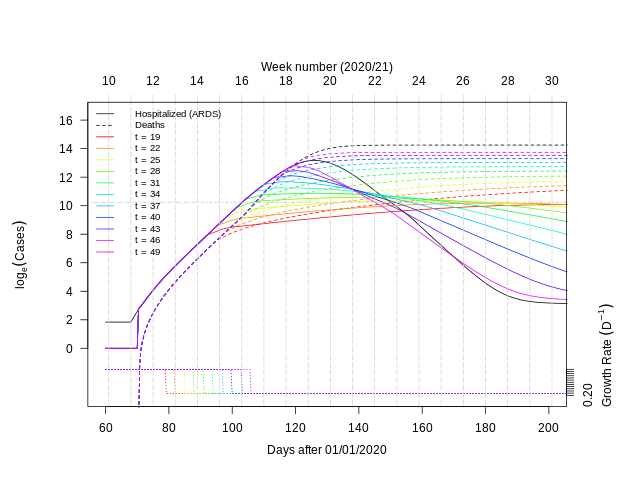 Week number (2020/21)
10 12 14 16 18 20 22 24 26 28 30
Hospitalized (ARDS)
Deaths
t = 19
t = 22
t = 25
t = 28
t = 31
t = 34
t = 37
t = 40
t = 43
t = 46
t = 49
16
14
12
10
8
6
4
2
0
loge(Cases)
0.20
Growth Rate (D−1)
60 80 100 120 140 160 180 200
Days after 01/01/2020